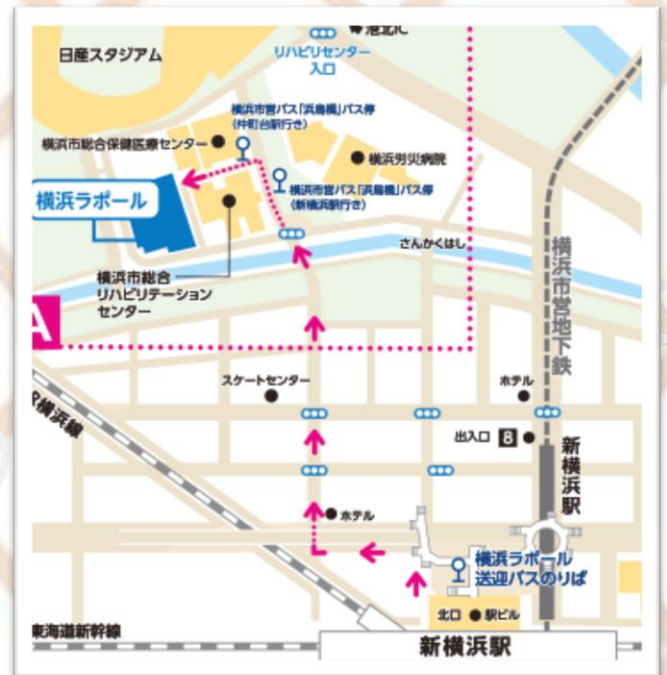 港北IC
日産スタジアム
リハビリセンター
入口
横浜市営バス「浜鳥橋」バス停
(仲町台駅行き)
横浜市総合保健医療センター
横浜労災病院
横浜市営バス「浜鳥橋」バス停
(新横浜駅行き)
横浜ラポール
さんかくはし
横浜市営地下鉄
横浜市総合
リハビリテーション
センター
A
スケートセンター
ホテル
JR横浜線
出入口 8
新横浜駅
ホテル
横浜ラポール
送迎バスのりば
北口 駅ビル
東海道新幹線
新横浜駅